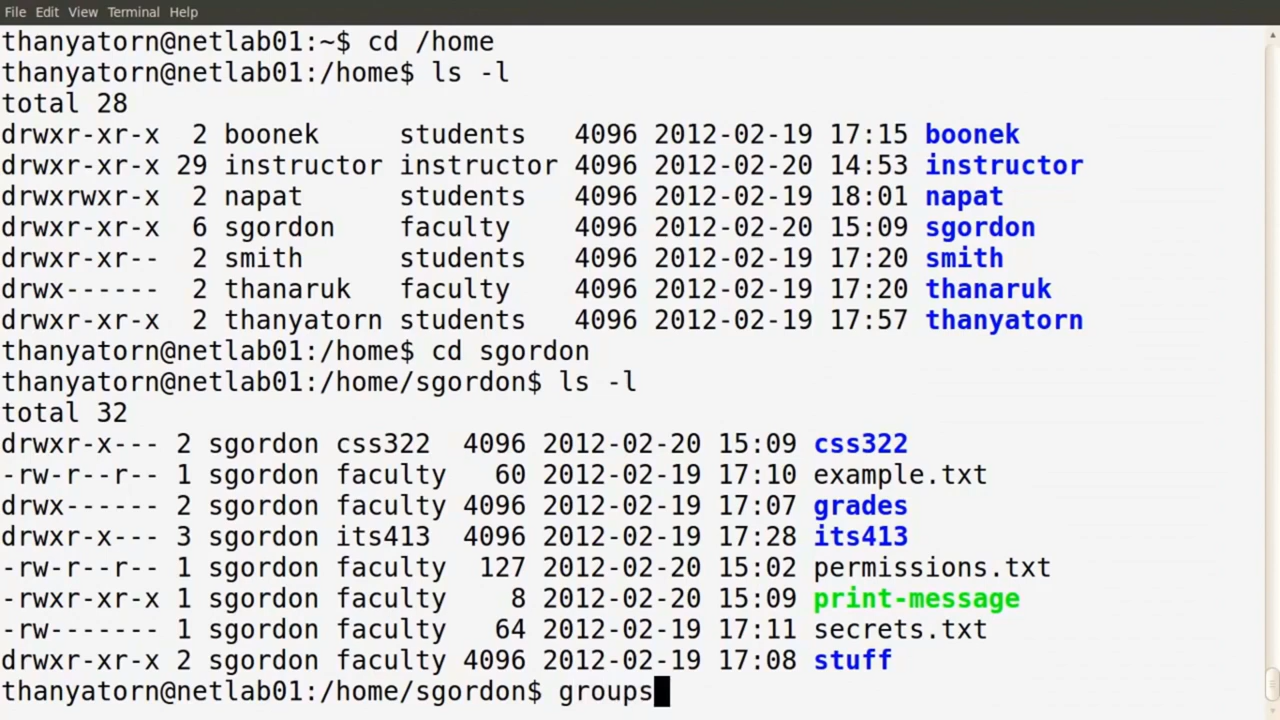 File Edit View Terminal Help
thanyatorn@netlab01:~$ cd /home
thanyatorn@netlab01:/home$ ls -l
total 28
drwxr-xr-x  2 boonek     students   4096 2012-02-19 17:15 boonek
drwxr-xr-x 29 instructor instructor 4096 2012-02-20 14:53 instructor
drwxrwxr-x  2 napat      students   4096 2012-02-19 18:01 napat
drwxr-xr-x  6 sgordon    faculty    4096 2012-02-20 15:09 sgordon
drwxr-xr--  2 smith      students   4096 2012-02-19 17:20 smith
drwx------  2 thanaruk   faculty    4096 2012-02-19 17:20 thanaruk
drwxr-xr-x  2 thanyatorn students   4096 2012-02-19 17:57 thanyatorn
thanyatorn@netlab01:/home$ cd sgordon
thanyatorn@netlab01:/home/sgordon$ ls -l
total 32
drwxr-x--- 2 sgordon css322  4096 2012-02-20 15:09 css322
-rw-r--r-- 1 sgordon faculty   60 2012-02-19 17:10 example.txt
drwx------ 2 sgordon faculty 4096 2012-02-19 17:07 grades
drwxr-x--- 3 sgordon its413  4096 2012-02-19 17:28 its413
-rw-r--r-- 1 sgordon faculty  127 2012-02-20 15:02 permissions.txt
-rwxr-xr-x 1 sgordon faculty    8 2012-02-20 15:09 print-message
-rw------- 1 sgordon faculty   64 2012-02-19 17:11 secrets.txt
drwxr-xr-x 2 sgordon faculty 4096 2012-02-19 17:08 stuff
thanyatorn@netlab01:/home/sgordon$ groups